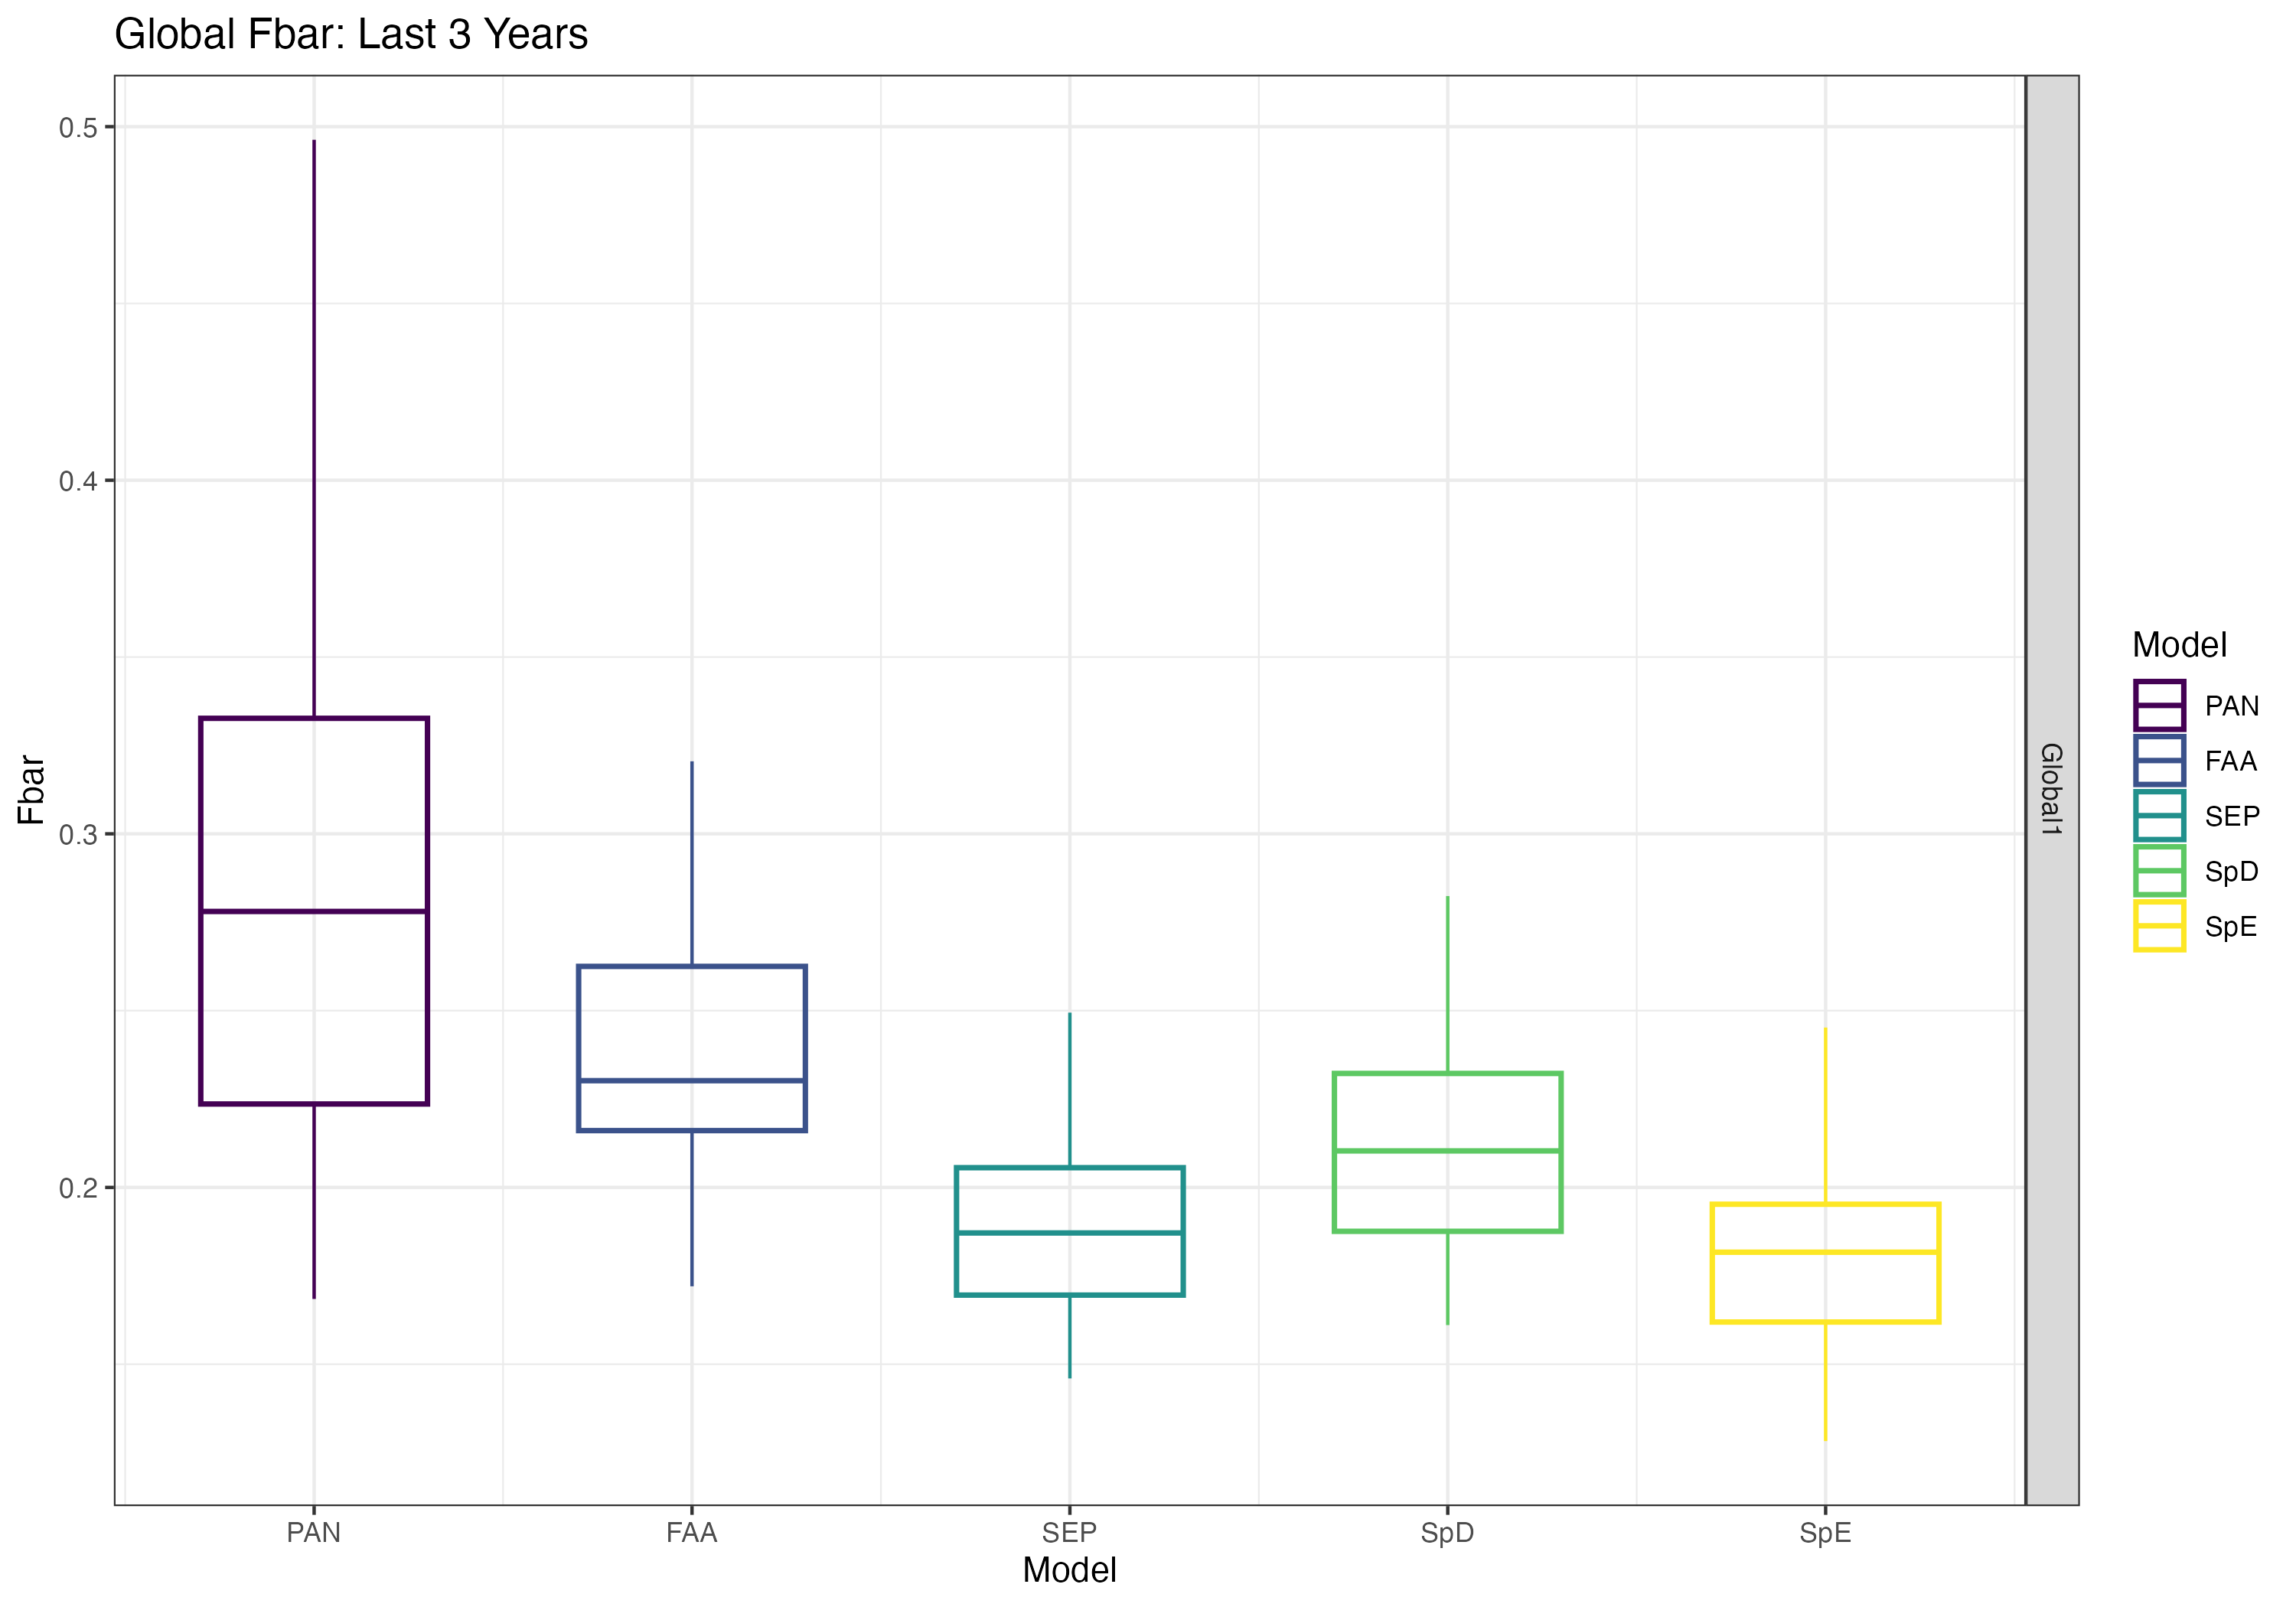 Global Fbar: Last 3 Years
0.5
0.4
0.3
0.2
Fbar
PAN
FAA
SEP
SpD
SpE
Model
Global1
Model
PAN
FAA
SEP
SpD
SpE